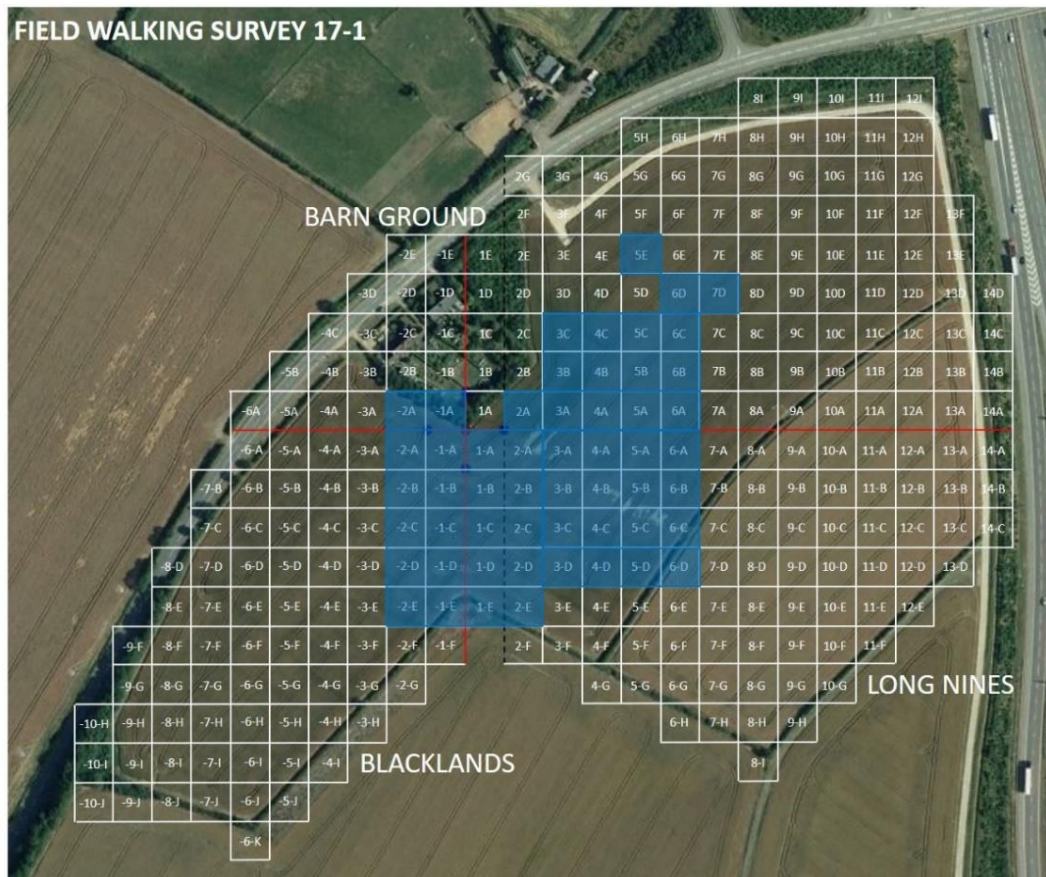 FIELD WALKING SURVEY 17-1
8I 9I 10I 11I 12I
5H 6H 7H 8H 9H 10H 11H 12H
2G 3G 4G 5G 6G 7G 8G 9G 10G 11G 12G
BARN GROUND 2F 3F 4F 5F 6F 7F 8F 9F 10F 11F 12F 13F
-2E -1E 1E 2E 3E 4E 5E 6E 7E 8E 9E 10E 11E 12E 13E
-3D -2D -1D 1D 2D 3D 4D 5D 6D 7D 8D 9D 10D 11D 12D 13D 14D
-4C -3C -2C -1C 1C 2C 3C 4C 5C 6C 7C 8C 9C 10C 11C 12C 13C 14C
-5B -4B -3B -2B -1B 1B 2B 3B 4B 5B 6B 7B 8B 9B 10B 11B 12B 13B 14B
-6A -5A -4A -3A -2A -1A 1A 2A 3A 4A 5A 6A 7A 8A 9A 10A 11A 12A 13A 14A
-6-A -5-A -4-A -3-A -2-A -1-A 1-A 2-A 3-A 4-A 5-A 6-A 7-A 8-A 9-A 10-A 11-A 12-A 13-A 14-A
-7-B -6-B -5-B -4-B -3-B -2-B -1-B 1-B 2-B 3-B 4-B 5-B 6-B 7-B 8-B 9-B 10-B 11-B 12-B 13-B 14-B
-7-C -6-C -5-C -4-C -3-C -2-C -1-C 1-C 2-C 3-C 4-C 5-C 6-C 7-C 8-C 9-C 10-C 11-C 12-C 13-C 14-C
-8-D -7-D -6-D -5-D -4-D -3-D -2-D -1-D 1-D 2-D 3-D 4-D 5-D 6-D 7-D 8-D 9-D 10-D 11-D 12-D 13-D
-8-E -7-E -6-E -5-E -4-E -3-E -2-E -1-E 1-E 2-E 3-E 4-E 5-E 6-E 7-E 8-E 9-E 10-E 11-E 12-E
-9-F -8-F -7-F -6-F -5-F -4-F -3-F -2-F -1-F 2-F 3-F 4-F 5-F 6-F 7-F 8-F 9-F 10-F 11-F
-9-G -8-G -7-G -6-G -5-G -4-G -3-G -2-G 4-G 5-G 6-G 7-G 8-G 9-G 10-G LONG NINES
-10-H -9-H -8-H -7-H -6-H -5-H -4-H -3-H 6-H 7-H 8-H 9-H
-10-I -9-I -8-I -7-I -6-I -5-I -4-I BLACKLANDS 8-I
-10-J -9-J -8-J -7-J -6-J -5-J
-6-K